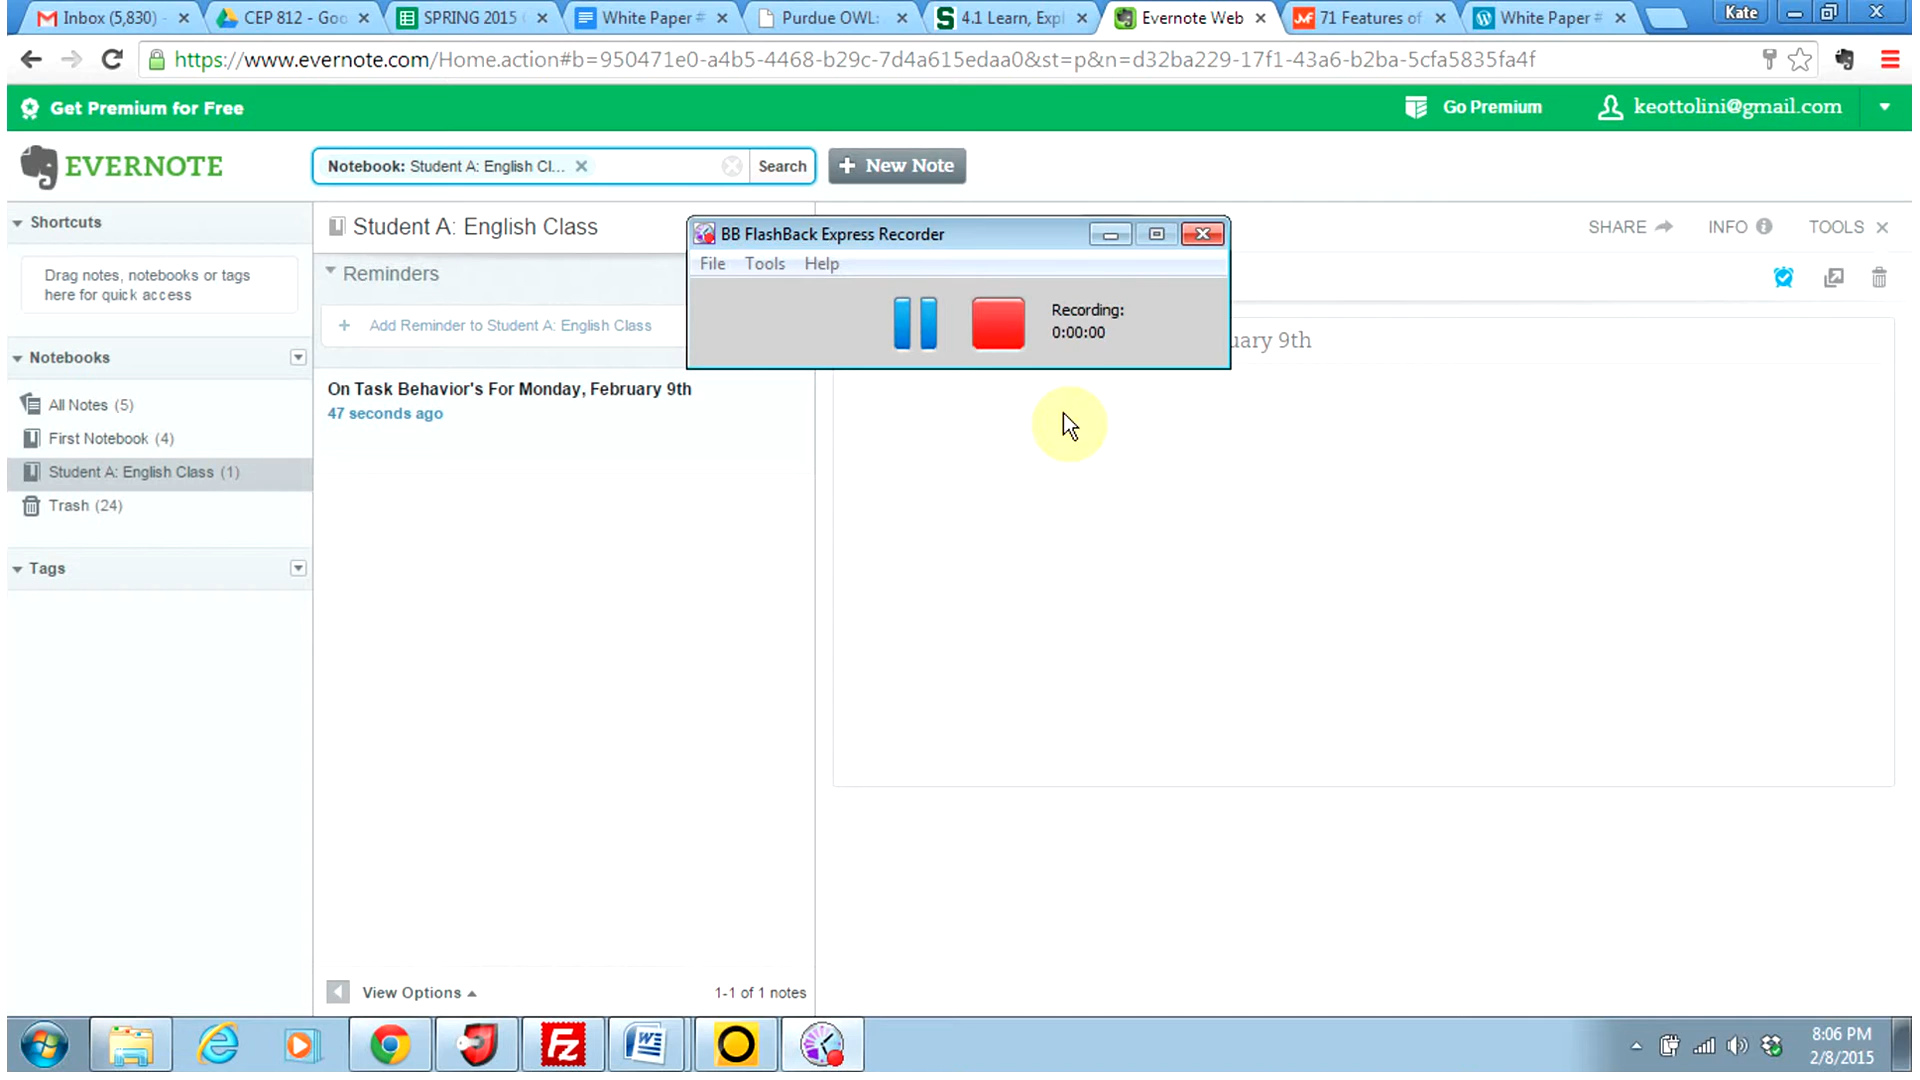 Inbox (5,830) -
CEP 812 - Goo
SPRING 2015
White Paper #
Purdue OWL:
4.1 Learn, Expl
Evernote Web
71 Features of
White Paper #
Kate
https://www.evernote.com/Home.action#b=950471e0-a4b5-4468-b29c-7d4a615edaa0&st=p&n=d32ba229-17f1-43a6-b2ba-5cfa5835fa4f
Get Premium for Free
Go Premium
keottolini@gmail.com
EVERNOTE
Notebook: Student A: English Cl...
Search
+ New Note
Shortcuts
Drag notes, notebooks or tags
here for quick access
Notebooks
All Notes (5)
First Notebook (4)
Student A: English Class (1)
Trash (24)
Tags
Student A: English Class
Reminders
+ Add Reminder to Student A: English Class
On Task Behavior's For Monday, February 9th
47 seconds ago
View Options
1-1 of 1 notes
BB FlashBack Express Recorder
File Tools Help
Recording:
0:00:00
SHARE
INFO
TOOLS
uary 9th
8:06 PM
2/8/2015